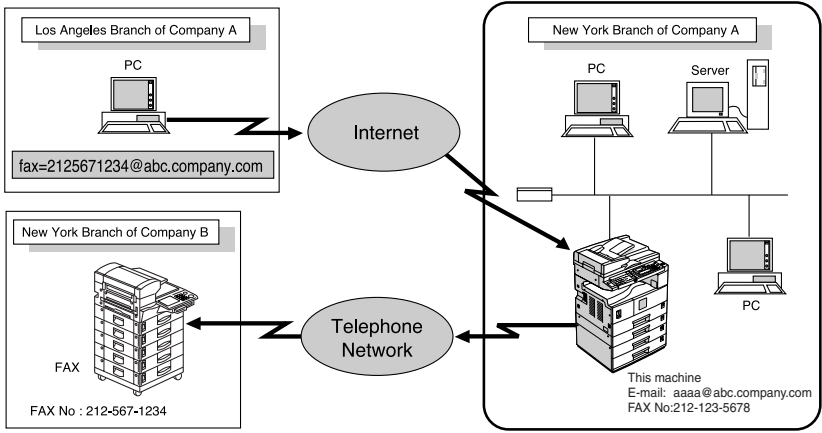 Los Angeles Branch of Company A
PC
fax=2125671234@abc.company.com
Internet
New York Branch of Company A
PC
Server
PC
This machine
E-mail: aaaa@abc.company.com
FAX No:212-123-5678
New York Branch of Company B
FAX
FAX No : 212-567-1234
Telephone
Network